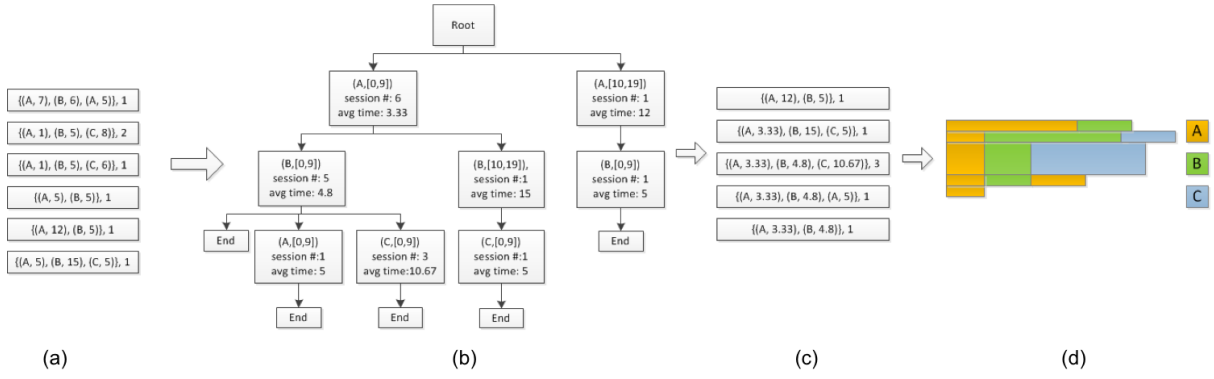 {(A, 7), (B, 6), (A, 5)}, 1
{(A, 1), (B, 5), (C, 8)}, 2
{(A, 1), (B, 5), (C, 6)}, 1
{(A, 5), (B, 5)}, 1
{(A, 12), (B, 5)}, 1
{(A, 5), (B, 15), (C, 5)}, 1
(a)
Root
(A,[0,9])
session #: 6
avg time: 3.33
(A,[10,19])
session #: 1
avg time: 12
(B,[0,9])
session #: 5
avg time: 4.8
(B,[10,19]),
session #:1
avg time: 15
(B,[0,9])
session #: 1
avg time: 5
End
(A,[0,9])
session #:1
avg time: 5
(C,[0,9])
session #: 3
avg time:10.67
(C,[0,9])
session #:1
avg time: 5
End
End
End
End
(b)
{(A, 12), (B, 5)}, 1
{(A, 3.33), (B, 15), (C, 5)}, 1
{(A, 3.33), (B, 4.8), (C, 10.67)}, 3
{(A, 3.33), (B, 4.8), (A, 5)}, 1
{(A, 3.33), (B, 4.8)}, 1
(c)
A
B
C
(d)